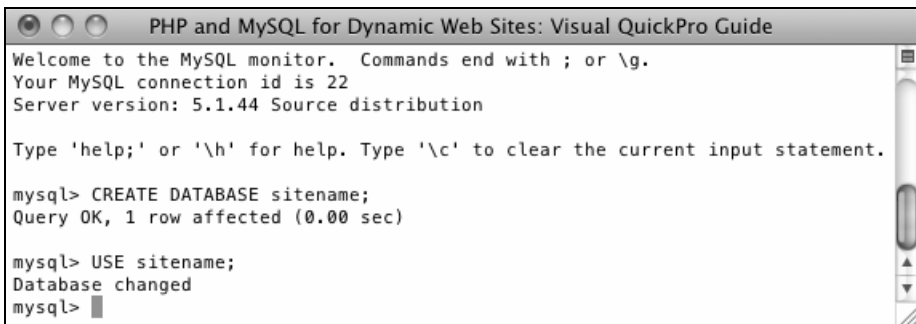 PHP and MySQL for Dynamic Web Sites: Visual QuickPro Guide
Welcome to the MySQL monitor.  Commands end with ; or \g.
Your MySQL connection id is 22
Server version: 5.1.44 Source distribution
Type 'help;' or '\h' for help. Type '\c' to clear the current input statement.
mysql> CREATE DATABASE sitename;
Query OK, 1 row affected (0.00 sec)
mysql> USE sitename;
Database changed
mysql>